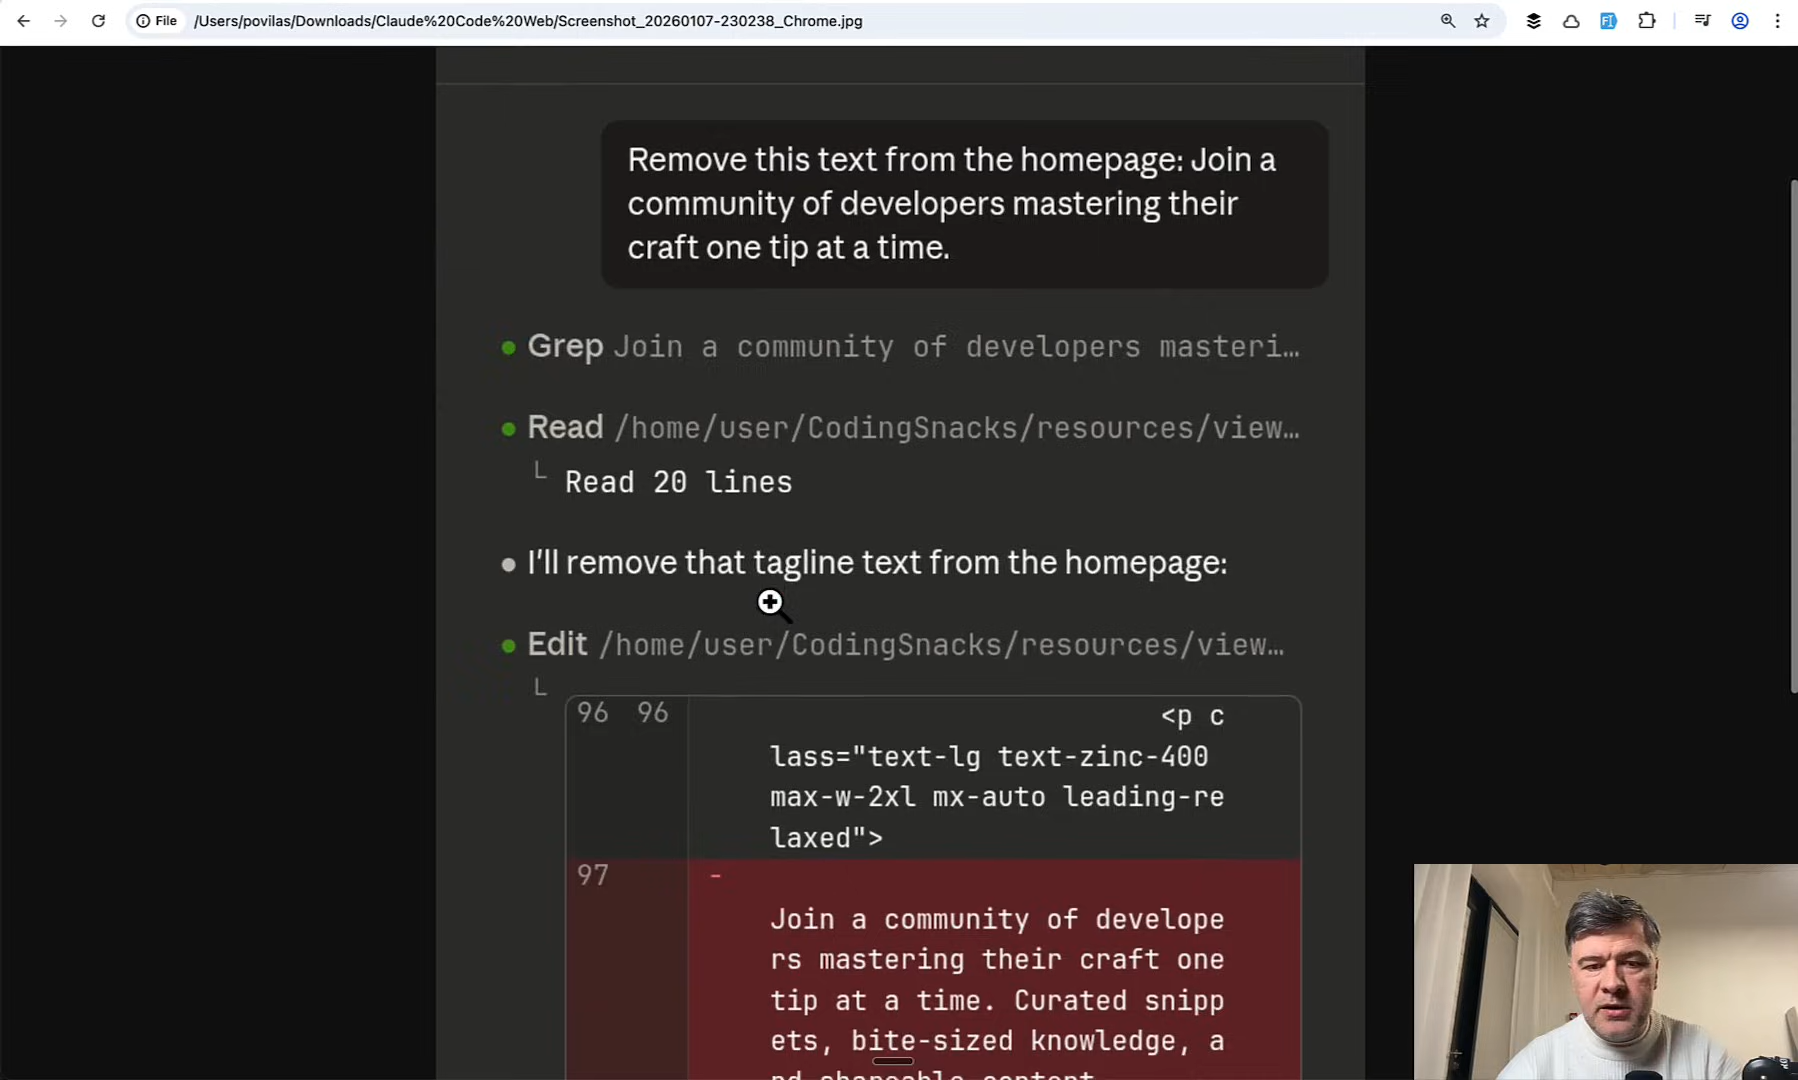 File
/Users/povilas/Downloads/Claude%20Code%20Web/Screenshot_20260107-230238_Chrome.jpg
Remove this text from the homepage: Join a
community of developers mastering their
craft one tip at a time.
Grep Join a community of developers masteri…
Read /home/user/CodingSnacks/resources/view…
Read 20 lines
I'll remove that tagline text from the homepage:
Edit /home/user/CodingSnacks/resources/view…
96 96 <p c
lass="text-lg text-zinc-400
max-w-2xl mx-auto leading-re
laxed">
97 -
Join a community of develope
rs mastering their craft one
tip at a time. Curated snipp
ets, bite-sized knowledge, a
nd shareable content